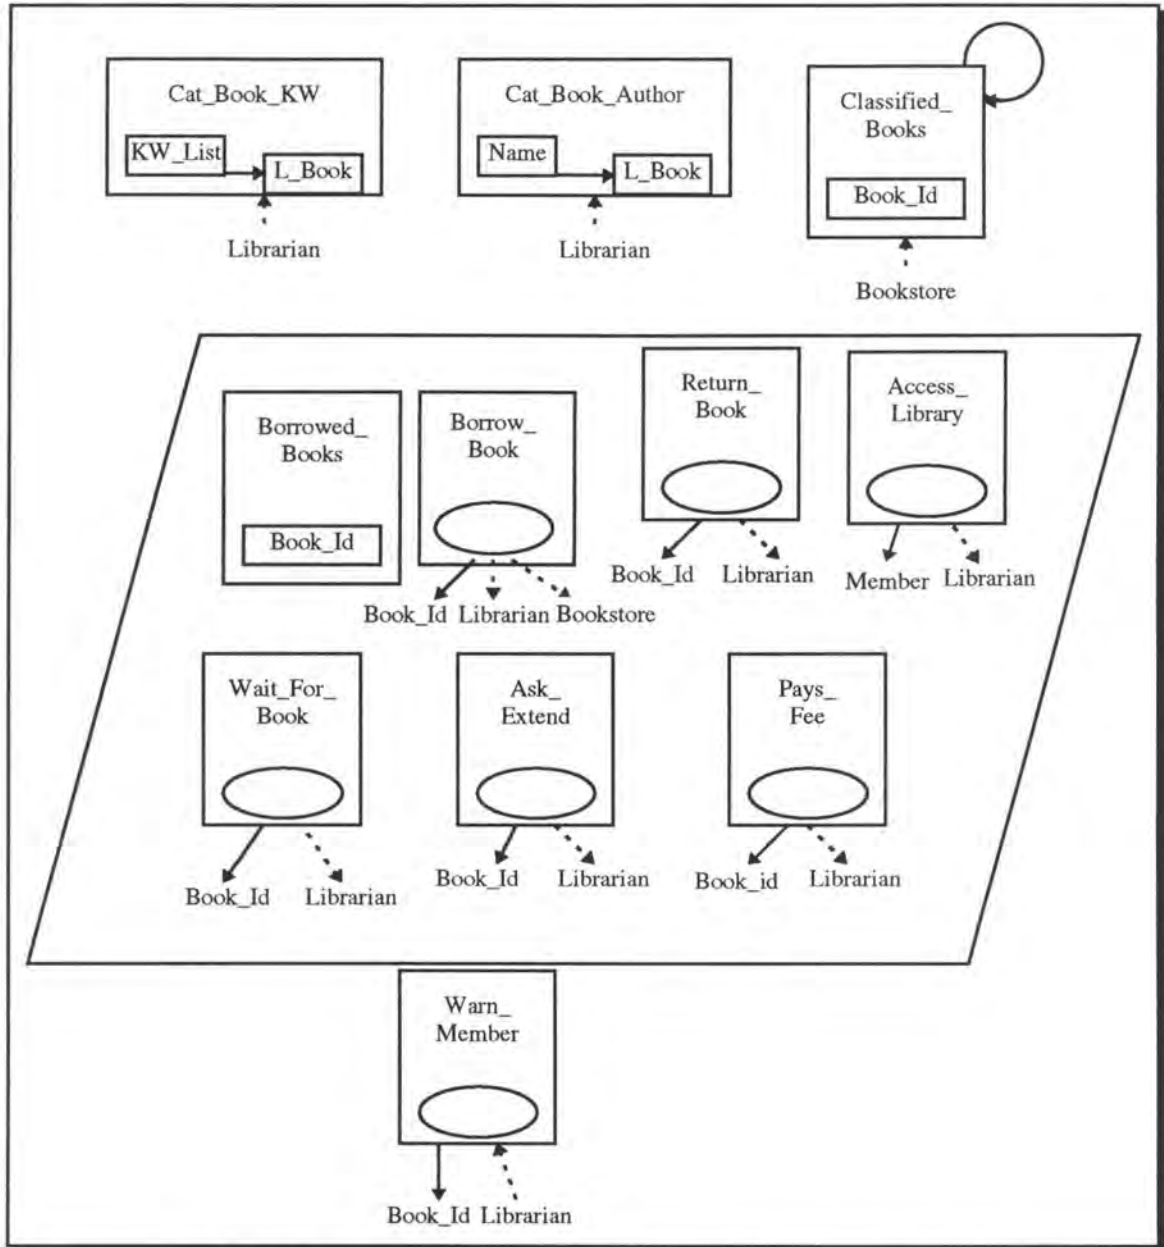 Cat_Book_KW
KW_List
L_Book
Librarian
Cat_Book_Author
Name
L_Book
Librarian
Classified_
Books
Book_Id
Bookstore
Borrowed_
Books
Book_Id
Borrow_
Book
Book_Id Librarian Bookstore
Return_
Book
Book_Id Librarian
Access_
Library
Member Librarian
Wait_For_
Book
Book_Id Librarian
Ask_
Extend
Book_Id Librarian
Pays_
Fee
Book_id Librarian
Warn_
Member
Book_Id Librarian